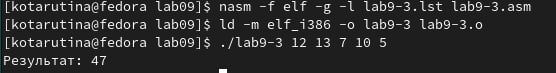 [kotarutina@fedora lab09]$ nasm -f elf -g -l lab9-3.lst lab9-3.asm
[kotarutina@fedora lab09]$ ld -m elf_i386 -o lab9-3 lab9-3.o
[kotarutina@fedora lab09]$ ./lab9-3 12 13 7 10 5
Результат: 47